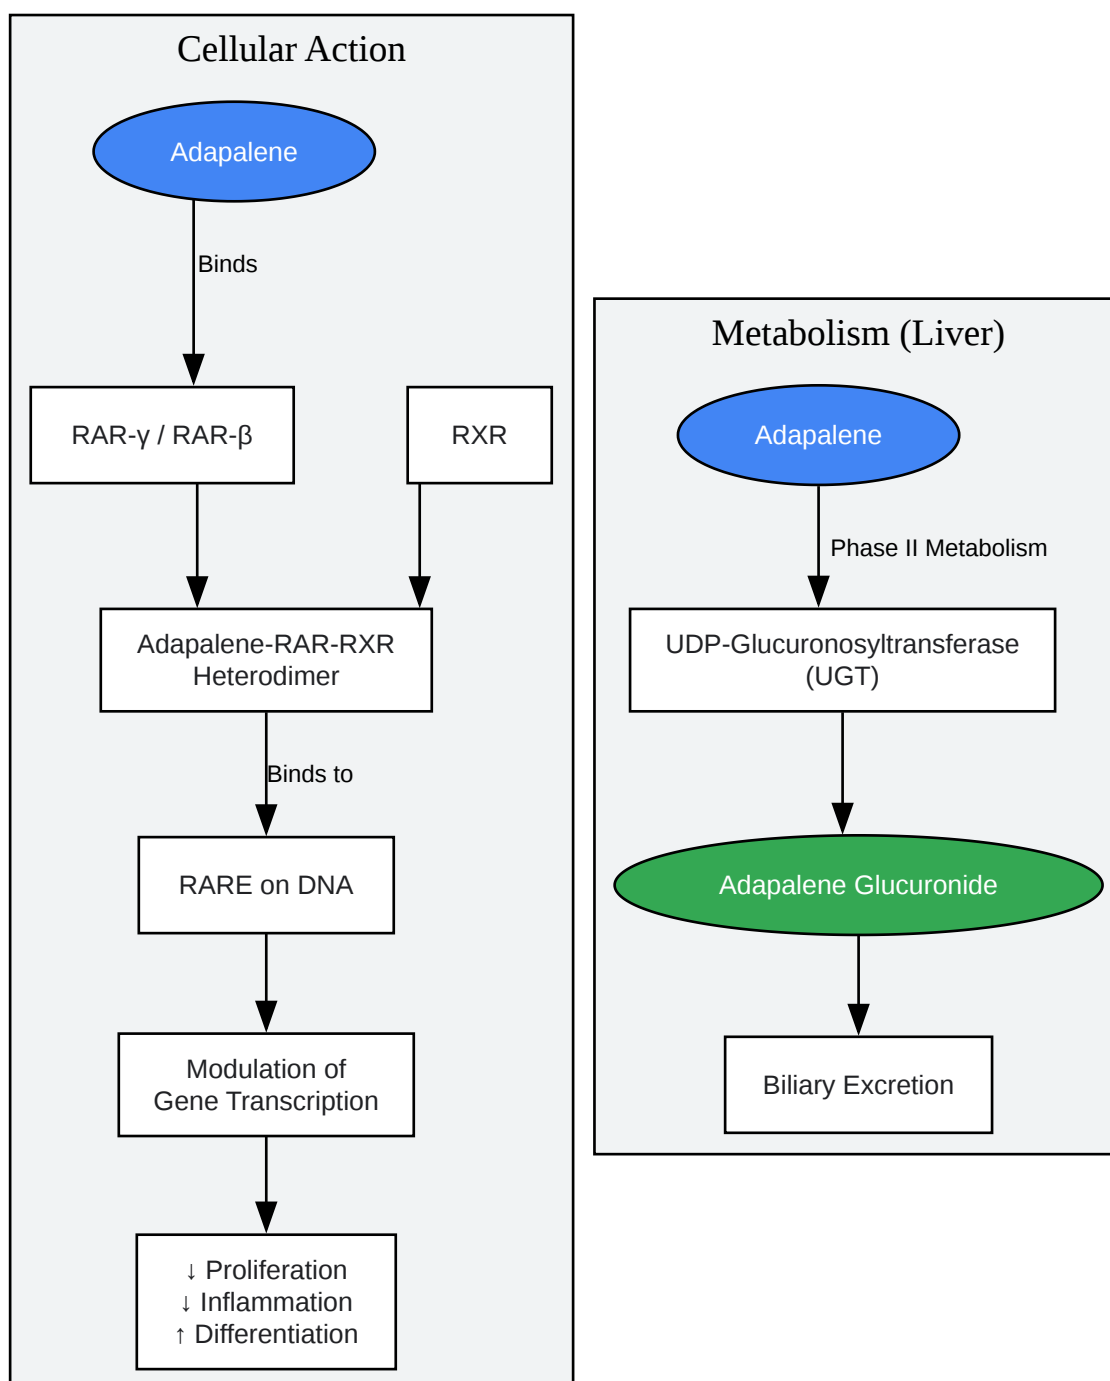 Cellular Action
Adapalene
Binds
RAR-γ / RAR-β
RXR
Adapalene-RAR-RXR
Heterodimer
Binds to
RARE on DNA
Modulation of
Gene Transcription
↓ Proliferation
↓ Inflammation
↑ Differentiation
Metabolism (Liver)
Adapalene
Phase II Metabolism
UDP-Glucuronosyltransferase
(UGT)
Adapalene Glucuronide
Biliary Excretion